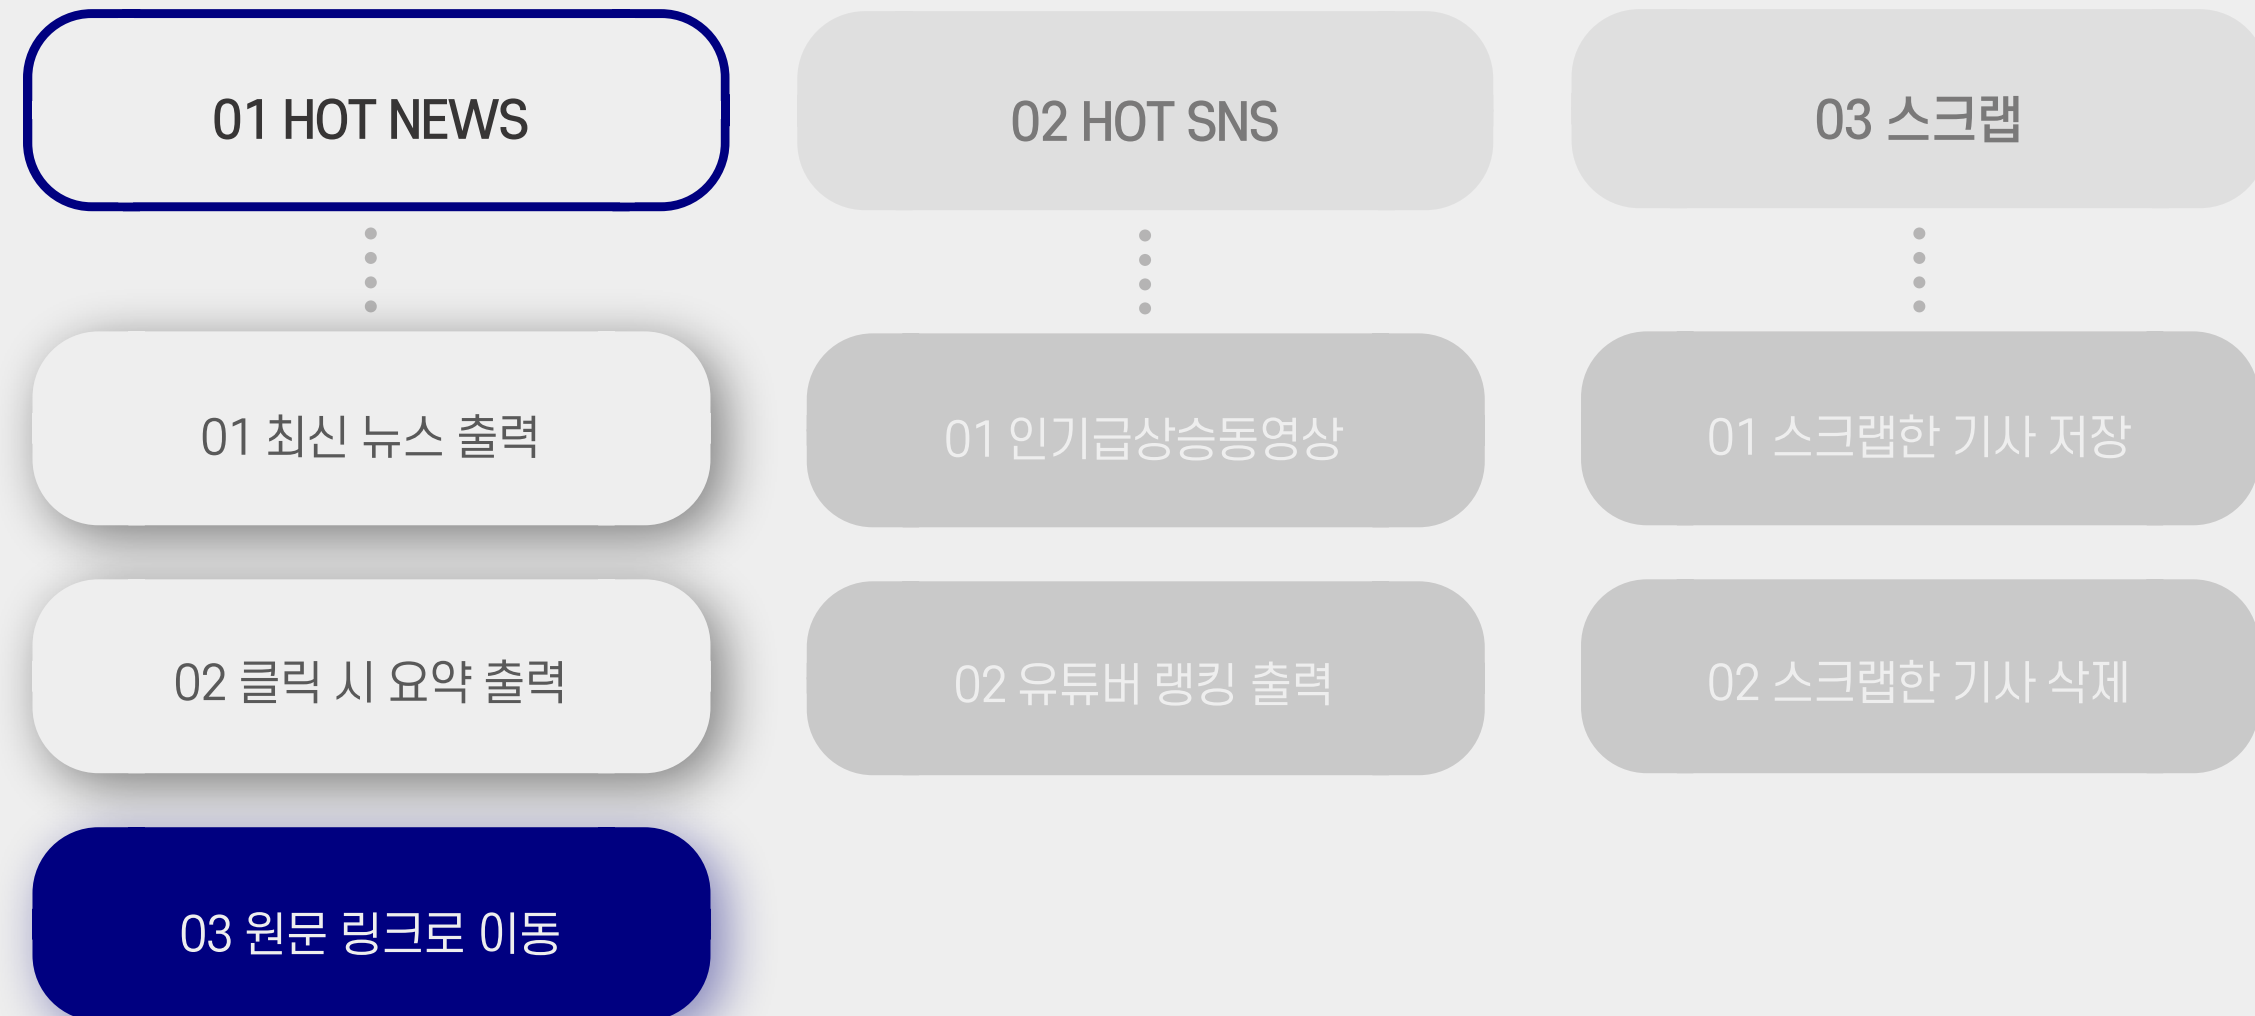 01 HOT NEWS
01 최신 뉴스 출력
02 클릭 시 요약 출력
03 원문 링크로 이동
02 HOT SNS
01 인기급상승동영상
02 유튜버 랭킹 출력
03 스크랩
01 스크랩한 기사 저장
02 스크랩한 기사 삭제